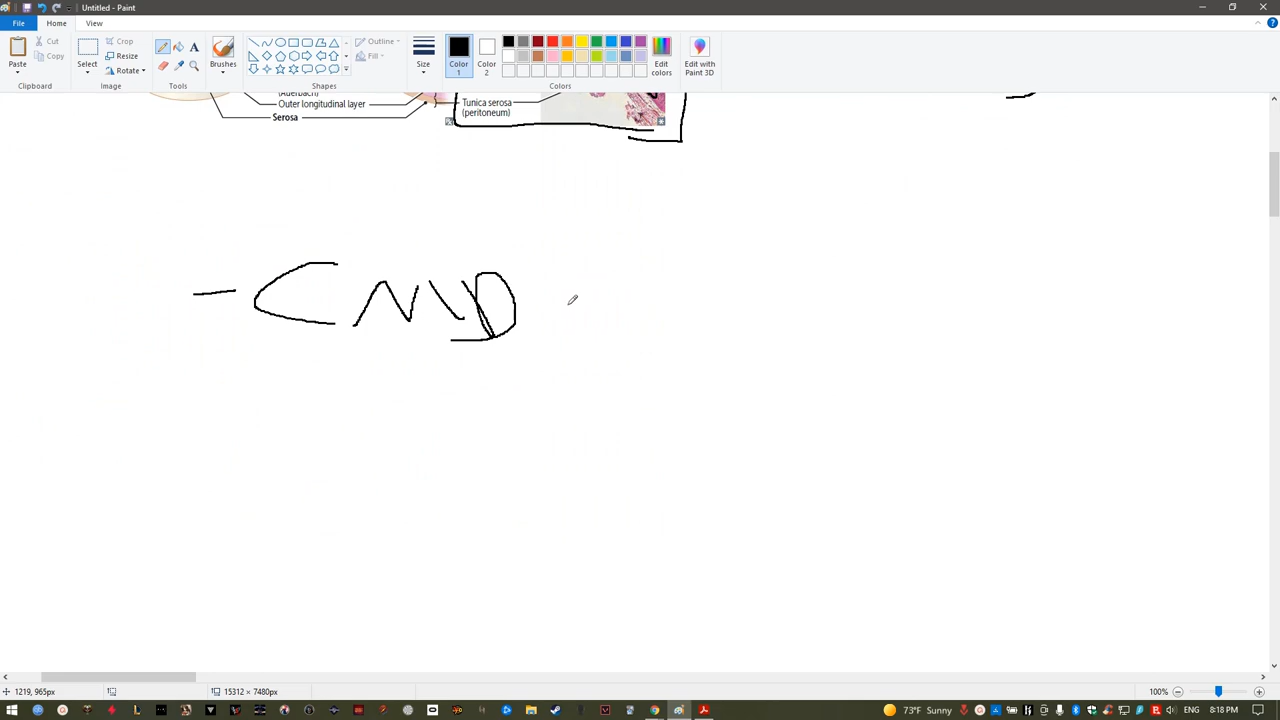 Untitled - Paint
File
Home
View
Paste
Cut
Copy
Clipboard
Select
Crop
Resize
Rotate
Image
A
Tools
Brushes
Outline
Fill
Shapes
Size
Color
1
Color
2
Edit
colors
Colors
Edit with
Paint 3D
(Auerbach)
Outer longitudinal layer
Serosa
Tunica serosa
(peritoneum)
1219, 965px
15312 × 7480px
100%
73°F Sunny
ENG
8:18 PM